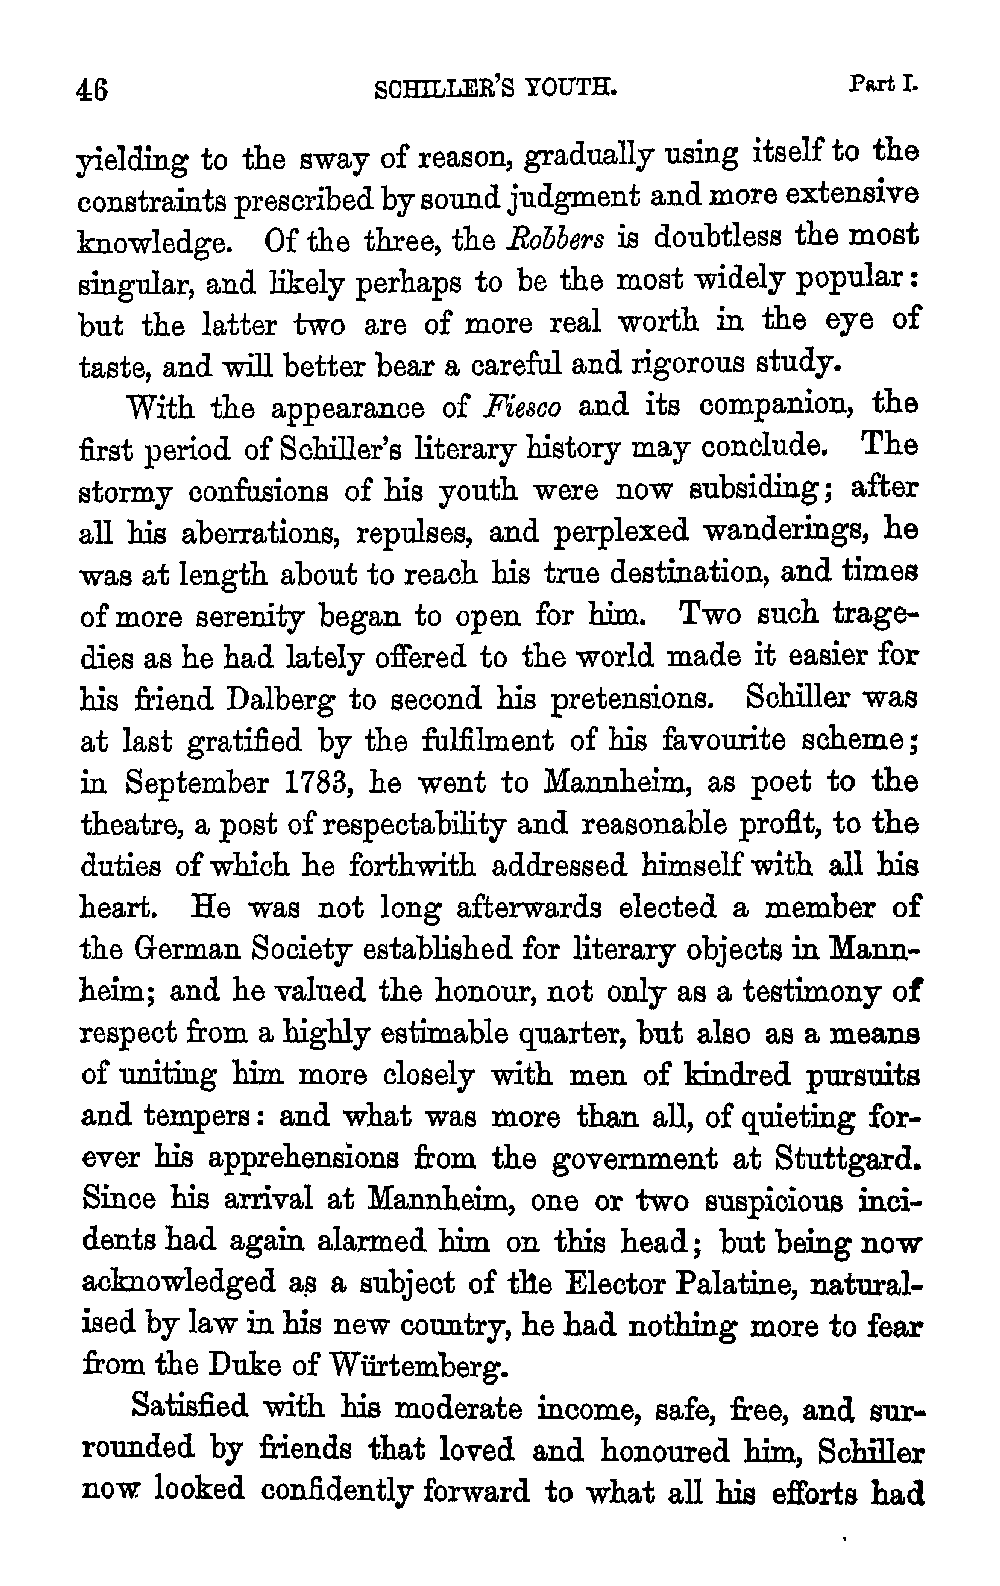 46 SCHILLER'S YOUTH. Part I.
yielding to the sway of reason, gradually using itself to the
constraints prescribed by sound judgment and more extensive
knowledge. Of the three, the Robbers is doubtless the most
singular, and likely perhaps to be the most widely popular:
but the latter two are of more real worth in the eye of
taste, and will better bear a careful and rigorous study.
With the appearance of Fiesco and its companion, the
first period of Schiller's literary history may conclude. The
stormy confusions of his youth were now subsiding; after
all his aberrations, repulses, and perplexed wanderings, he
was at length about to reach his true destination, and times
of more serenity began to open for him. Two such trage-
dies as he had lately offered to the world made it easier for
his friend Dalberg to second his pretensions. Schiller was
at last gratified by the fulfilment of his favourite scheme;
in September 1783, he went to Mannheim, as poet to the
theatre, a post of respectability and reasonable profit, to the
duties of which he forthwith addressed himself with all his
heart. He was not long afterwards elected a member of
the German Society established for literary objects in Mann-
heim; and he valued the honour, not only as a testimony of
respect from a highly estimable quarter, but also as a means
of uniting him more closely with men of kindred pursuits
and tempers: and what was more than all, of quieting for-
ever his apprehensions from the government at Stuttgard.
Since his arrival at Mannheim, one or two suspicious inci-
dents had again alarmed him on this head; but being now
acknowledged as a subject of the Elector Palatine, natural-
ised by law in his new country, he had nothing more to fear
from the Duke of Würtemberg.
Satisfied with his moderate income, safe, free, and sur-
rounded by friends that loved and honoured him, Schiller
now looked confidently forward to what all his efforts had